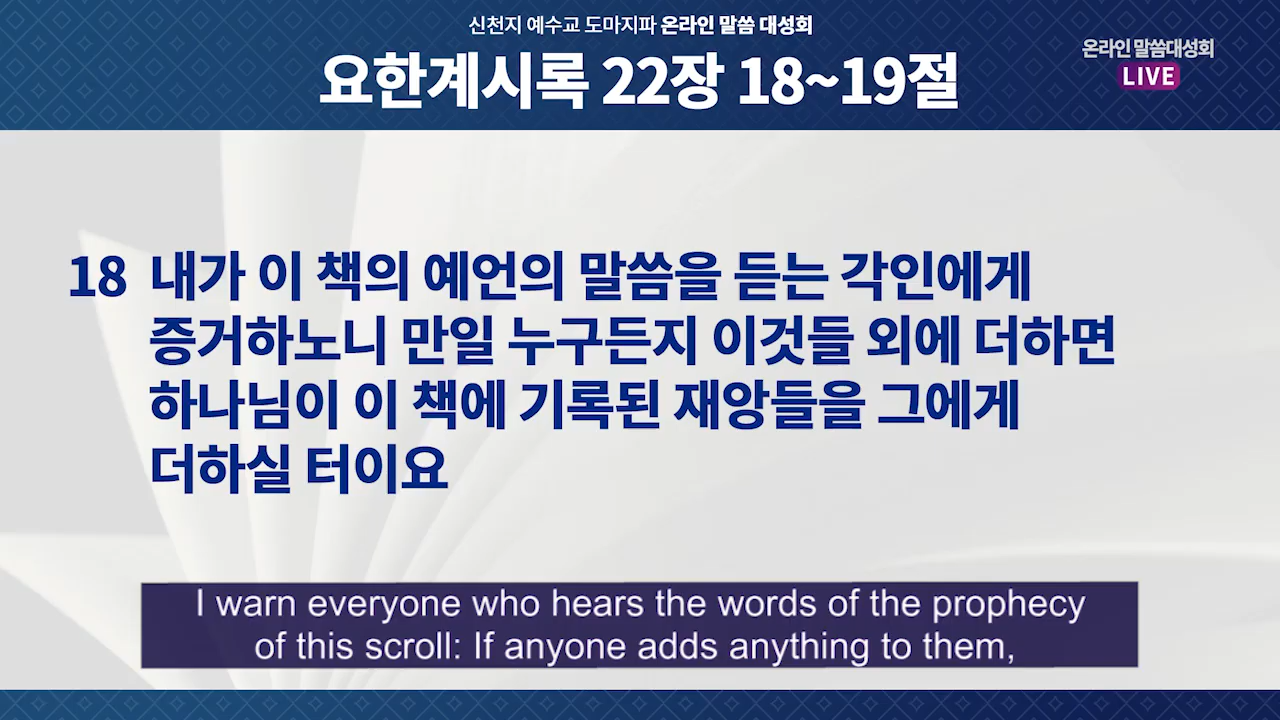 신천지 예수교 도마지파 온라인 말씀 대성회
요한계시록 22장 18~19절
온라인 말씀대성회
LIVE
18 내가 이 책의 예언의 말씀을 듣는 각인에게
증거하노니 만일 누구든지 이것들 외에 더하면
하나님이 이 책에 기록된 재앙들을 그에게
더하실 터이요
I warn everyone who hears the words of the prophecy
of this scroll: If anyone adds anything to them,